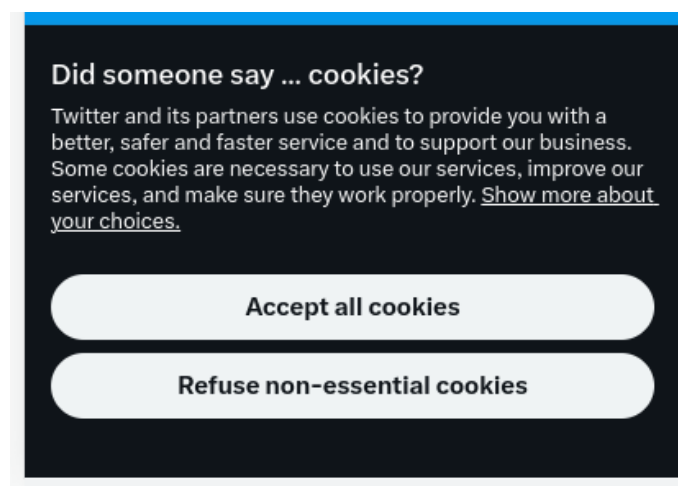 Did someone say ... cookies?
Twitter and its partners use cookies to provide you with a
better, safer and faster service and to support our business.
Some cookies are necessary to use our services, improve our
services, and make sure they work properly. Show more about
your choices.
Accept all cookies
Refuse non-essential cookies